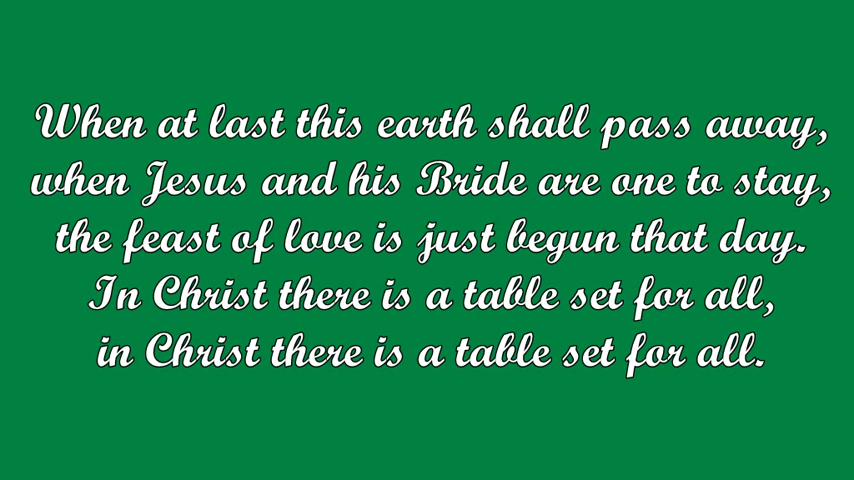 When at last this earth shall pass away,
when Jesus and his Bride are one to stay,
the feast of love is just begun that day.
In Christ there is a table set for all,
in Christ there is a table set for all.